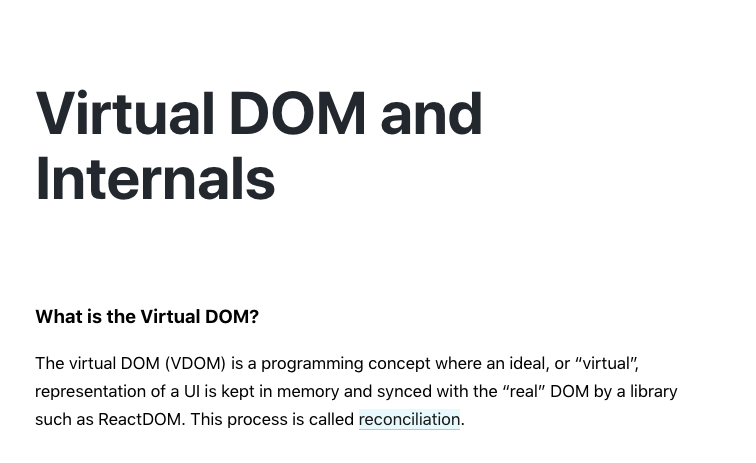 Virtual DOM and
Internals
What is the Virtual DOM?
The virtual DOM (VDOM) is a programming concept where an ideal, or “virtual”,
representation of a UI is kept in memory and synced with the “real” DOM by a library
such as ReactDOM. This process is called reconciliation.